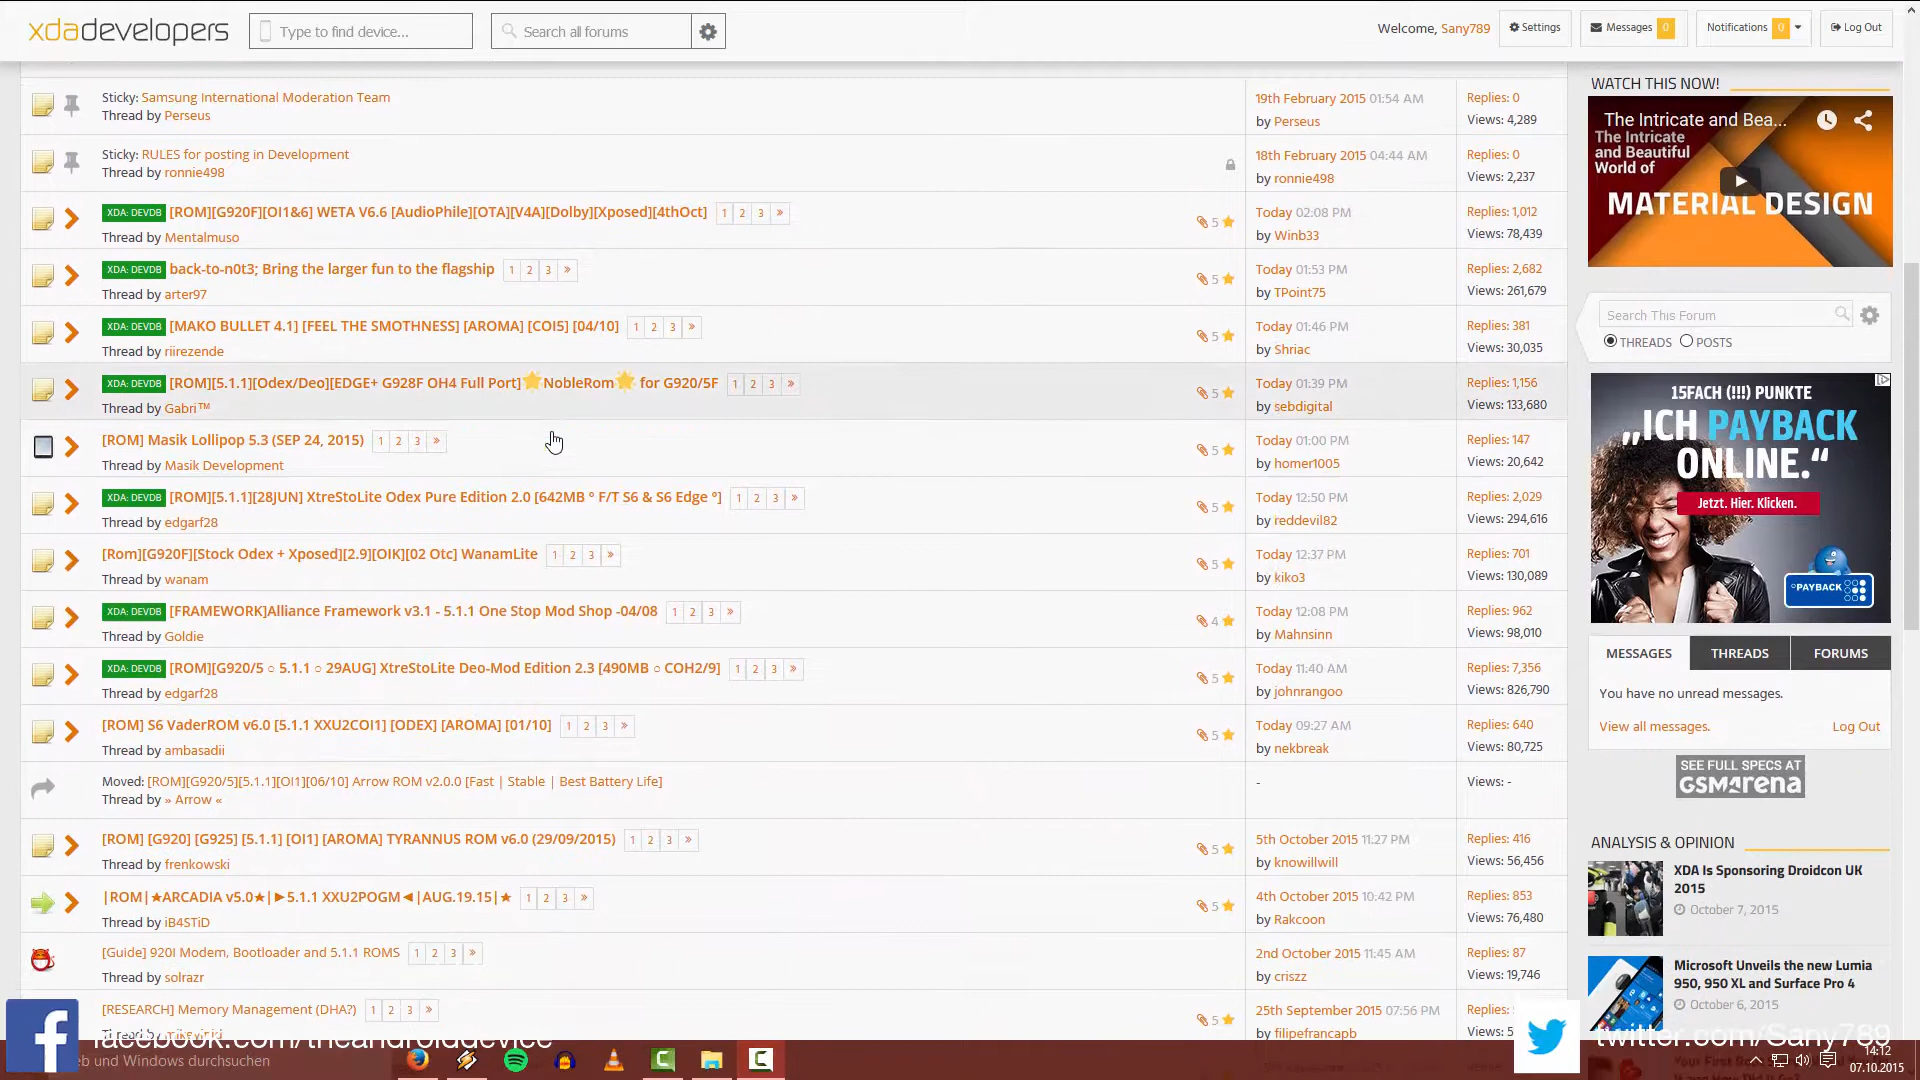 xdadevelopers
Type to find device...
Search all forums
Welcome, Sany789
Settings
Messages 0
Notifications 0
Log Out
Sticky: Samsung International Moderation Team
Thread by Perseus
19th February 2015 01:54 AM
by Perseus
Replies: 0
Views: 4,289
Sticky: RULES for posting in Development
Thread by ronnie498
18th February 2015 04:44 AM
by ronnie498
Replies: 0
Views: 2,237
XDA: DEVDB [ROM][G920F][OI1&6] WETA V6.6 [AudioPhile][OTA][V4A][Dolby][Xposed][4thOct] 1 2 3 »
Thread by Mentalmuso
5
Today 02:08 PM
by Winb33
Replies: 1,012
Views: 78,439
XDA: DEVDB back-to-n0t3; Bring the larger fun to the flagship 1 2 3 »
Thread by arter97
5
Today 01:53 PM
by TPoint75
Replies: 2,682
Views: 261,679
XDA: DEVDB [MAKO BULLET 4.1] [FEEL THE SMOTHNESS] [AROMA] [COI5] [04/10] 1 2 3 »
Thread by riirezende
5
Today 01:46 PM
by Shriac
Replies: 381
Views: 30,035
XDA: DEVDB [ROM][5.1.1][Odex/Deo][EDGE+ G928F OH4 Full Port]🌟NobleRom🌟 for G920/5F 1 2 3 »
Thread by Gabri™
5
Today 01:39 PM
by sebdigital
Replies: 1,156
Views: 133,680
[ROM] Masik Lollipop 5.3 (SEP 24, 2015) 1 2 3 »
Thread by Masik Development
5
Today 01:00 PM
by homer1005
Replies: 147
Views: 20,642
XDA: DEVDB [ROM][5.1.1][28JUN] XtreStoLite Odex Pure Edition 2.0 [642MB ° F/T S6 & S6 Edge °] 1 2 3 »
Thread by edgarf28
5
Today 12:50 PM
by reddevil82
Replies: 2,029
Views: 294,616
[Rom][G920F][Stock Odex + Xposed][2.9][OIK][02 Otc] WanamLite 1 2 3 »
Thread by wanam
5
Today 12:37 PM
by kiko3
Replies: 701
Views: 130,089
XDA: DEVDB [FRAMEWORK]Alliance Framework v3.1 - 5.1.1 One Stop Mod Shop -04/08 1 2 3 »
Thread by Goldie
4
Today 12:08 PM
by Mahnsinn
Replies: 962
Views: 98,010
XDA: DEVDB [ROM][G920/5 ○ 5.1.1 ○ 29AUG] XtreStoLite Deo-Mod Edition 2.3 [490MB ○ COH2/9] 1 2 3 »
Thread by edgarf28
5
Today 11:40 AM
by johnrangoo
Replies: 7,356
Views: 826,790
[ROM] S6 VaderROM v6.0 [5.1.1 XXU2COI1] [ODEX] [AROMA] [01/10] 1 2 3 »
Thread by ambasadii
5
Today 09:27 AM
by nekbreak
Replies: 640
Views: 80,725
Moved: [ROM][G920/5][5.1.1][OI1][06/10] Arrow ROM v2.0.0 [Fast | Stable | Best Battery Life]
Thread by » Arrow «
-
Views: -
[ROM] [G920] [G925] [5.1.1] [OI1] [AROMA] TYRANNUS ROM v6.0 (29/09/2015) 1 2 3 »
Thread by frenkowski
5
5th October 2015 11:27 PM
by knowillwill
Replies: 416
Views: 56,456
|ROM|★ARCADIA v5.0★|►5.1.1 XXU2POGM◄|AUG.19.15|★ 1 2 3 »
Thread by iB4STiD
5
4th October 2015 10:42 PM
by Rakcoon
Replies: 853
Views: 76,480
[Guide] 920I Modem, Bootloader and 5.1.1 ROMS 1 2 3 »
Thread by solrazr
2nd October 2015 11:45 AM
by criszz
Replies: 87
Views: 19,746
[RESEARCH] Memory Management (DHA?) 1 2 3 »
Thread by
5
25th September 2015 07:56 PM
by filipefrancapb
Replies:
Views:
WATCH THIS NOW!
The Intricate and Bea...
The Intricate
and Beautiful
World of
MATERIAL DESIGN
Search This Forum
THREADS POSTS
15FACH (!!!) PUNKTE
„ICH PAYBACK
ONLINE.“
Jetzt. Hier. Klicken.
PAYBACK
MESSAGES THREADS FORUMS
You have no unread messages.
View all messages. Log Out
SEE FULL SPECS AT
GSMArena
ANALYSIS & OPINION
XDA Is Sponsoring Droidcon UK
2015
October 7, 2015
Microsoft Unveils the new Lumia
950, 950 XL and Surface Pro 4
October 6, 2015
facebook.com/theandroiddevice
twitter.com/Sany789
eb und Windows durchsuchen
14:12
07.10.2015